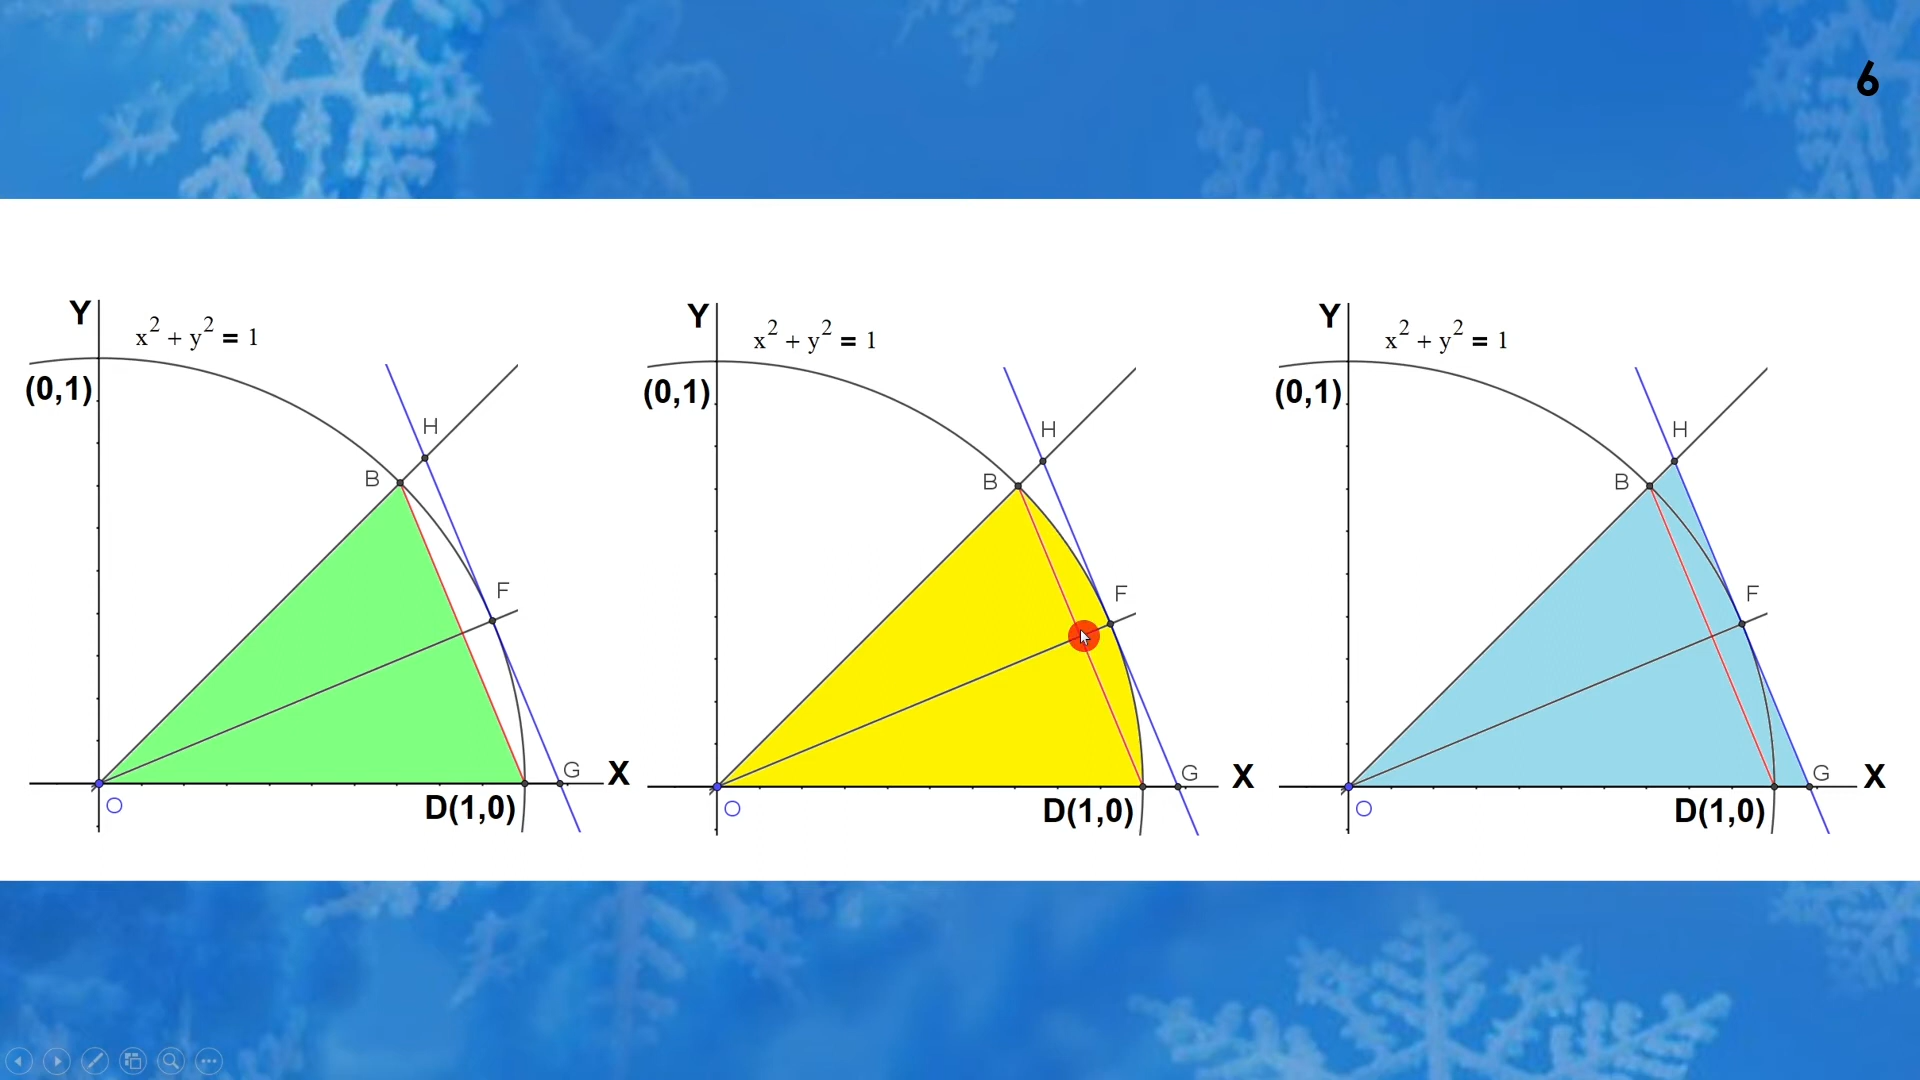 6
Y
x² + y² = 1
(0,1)
H
B
F
G
X
D(1,0)
O
Y
x² + y² = 1
(0,1)
H
B
F
G
X
D(1,0)
O
Y
x² + y² = 1
(0,1)
H
B
F
G
X
D(1,0)
O